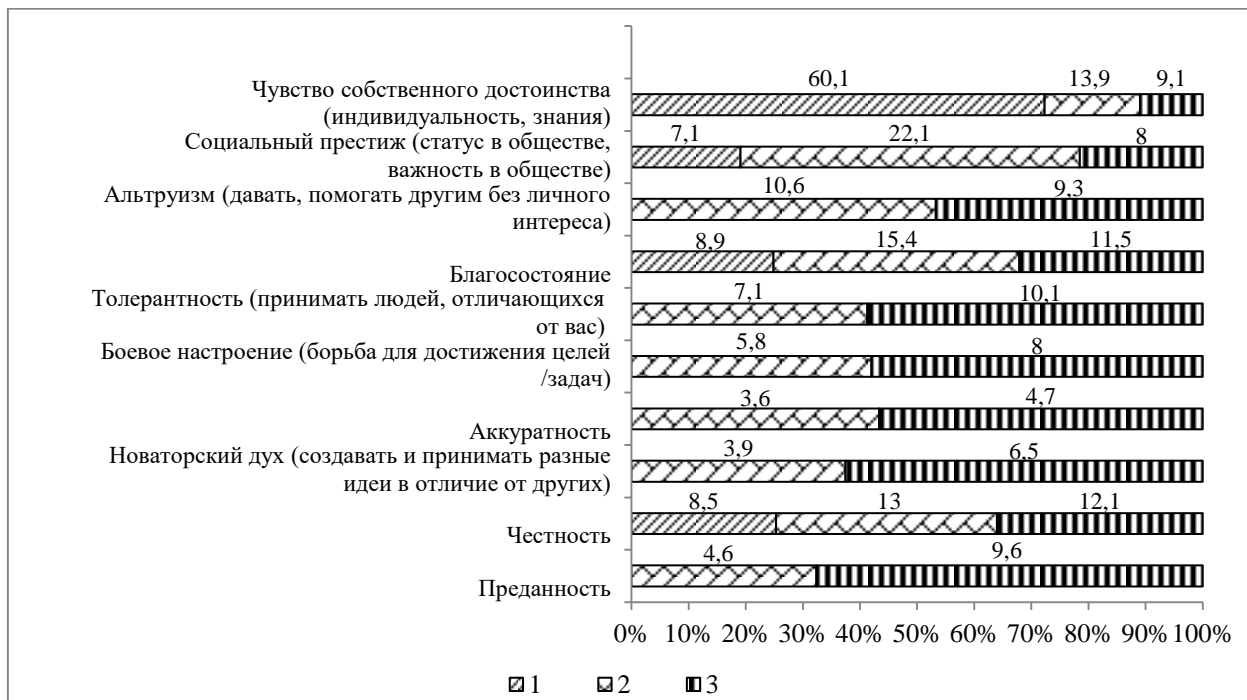 60,1 13,9 9,1
Чувство собственного достоинства
(индивидуальность, знания)
7,1 22,1 8
Социальный престиж (статус в обществе,
важность в обществе)
10,6 9,3
Альтруизм (давать, помогать другим без личного
интереса)
8,9 15,4 11,5
Благосостояние
7,1 10,1
Толерантность (принимать людей, отличающихся
от вас)
5,8 8
Боевое настроение (борьба для достижения целей
/задач)
3,6 4,7
Аккуратность
3,9 6,5
Новаторский дух (создавать и принимать разные
идеи в отличие от других)
8,5 13 12,1
Честность
4,6 9,6
Преданность
0% 10% 20% 30% 40% 50% 60% 70% 80% 90% 100%
1 2 3